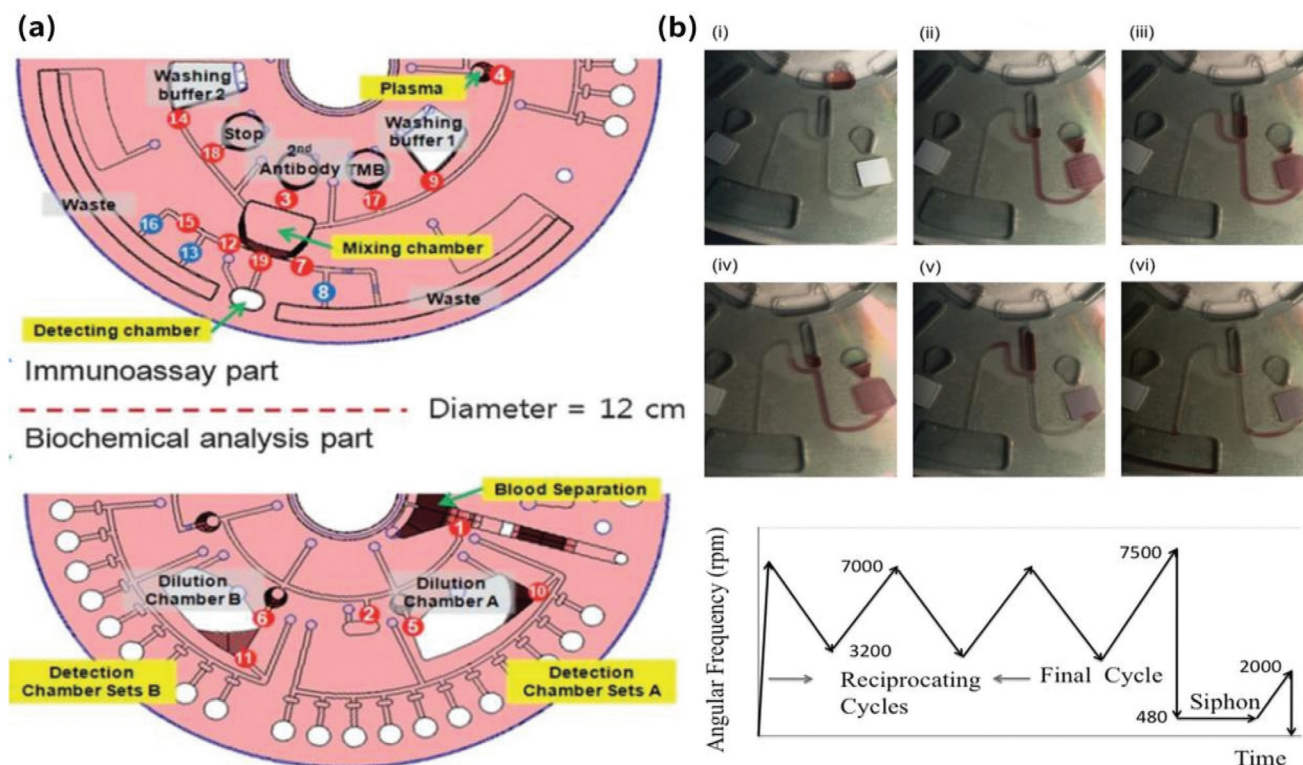 (a)
Washing
buffer 2
14
Stop
18
2nd
Antibody
3
TMB
17
Plasma
4
Washing
buffer 1
9
Waste
16
15
13
12
19
7
8
Mixing chamber
Waste
Detecting chamber
Immunoassay part
Diameter = 12 cm
Biochemical analysis part
Blood Separation
1
Dilution
Chamber B
6
11
2
Dilution
Chamber A
5
10
Detection
Chamber Sets B
Detection
Chamber Sets A
(b)
(i)
(ii)
(iii)
(iv)
(v)
(vi)
Angular Frequency (rpm)
7000
3200
7500
480
2000
Reciprocating
Cycles
Final Cycle
Siphon
Time